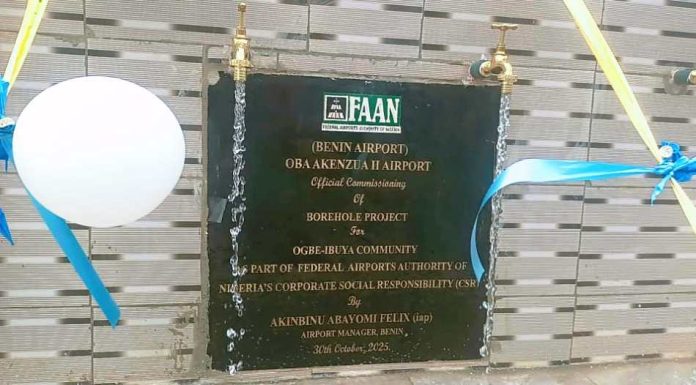 FAAN
FEDERAL AIRPORTS AUTHORITY OF NIGERIA
(BENIN AIRPORT)
OBA AKENZUA II AIRPORT
Official Commissioning
Of
BOREHOLE PROJECT
For
OGBE-IBUYA COMMUNITY
AS PART OF FEDERAL AIRPORTS AUTHORITY OF
NIGERIA'S CORPORATE SOCIAL RESPONSIBILITY (CSR
By
AKINBINU ABAYOMI FELIX (iap)
AIRPORT MANAGER, BENIN
30th October, 2025.